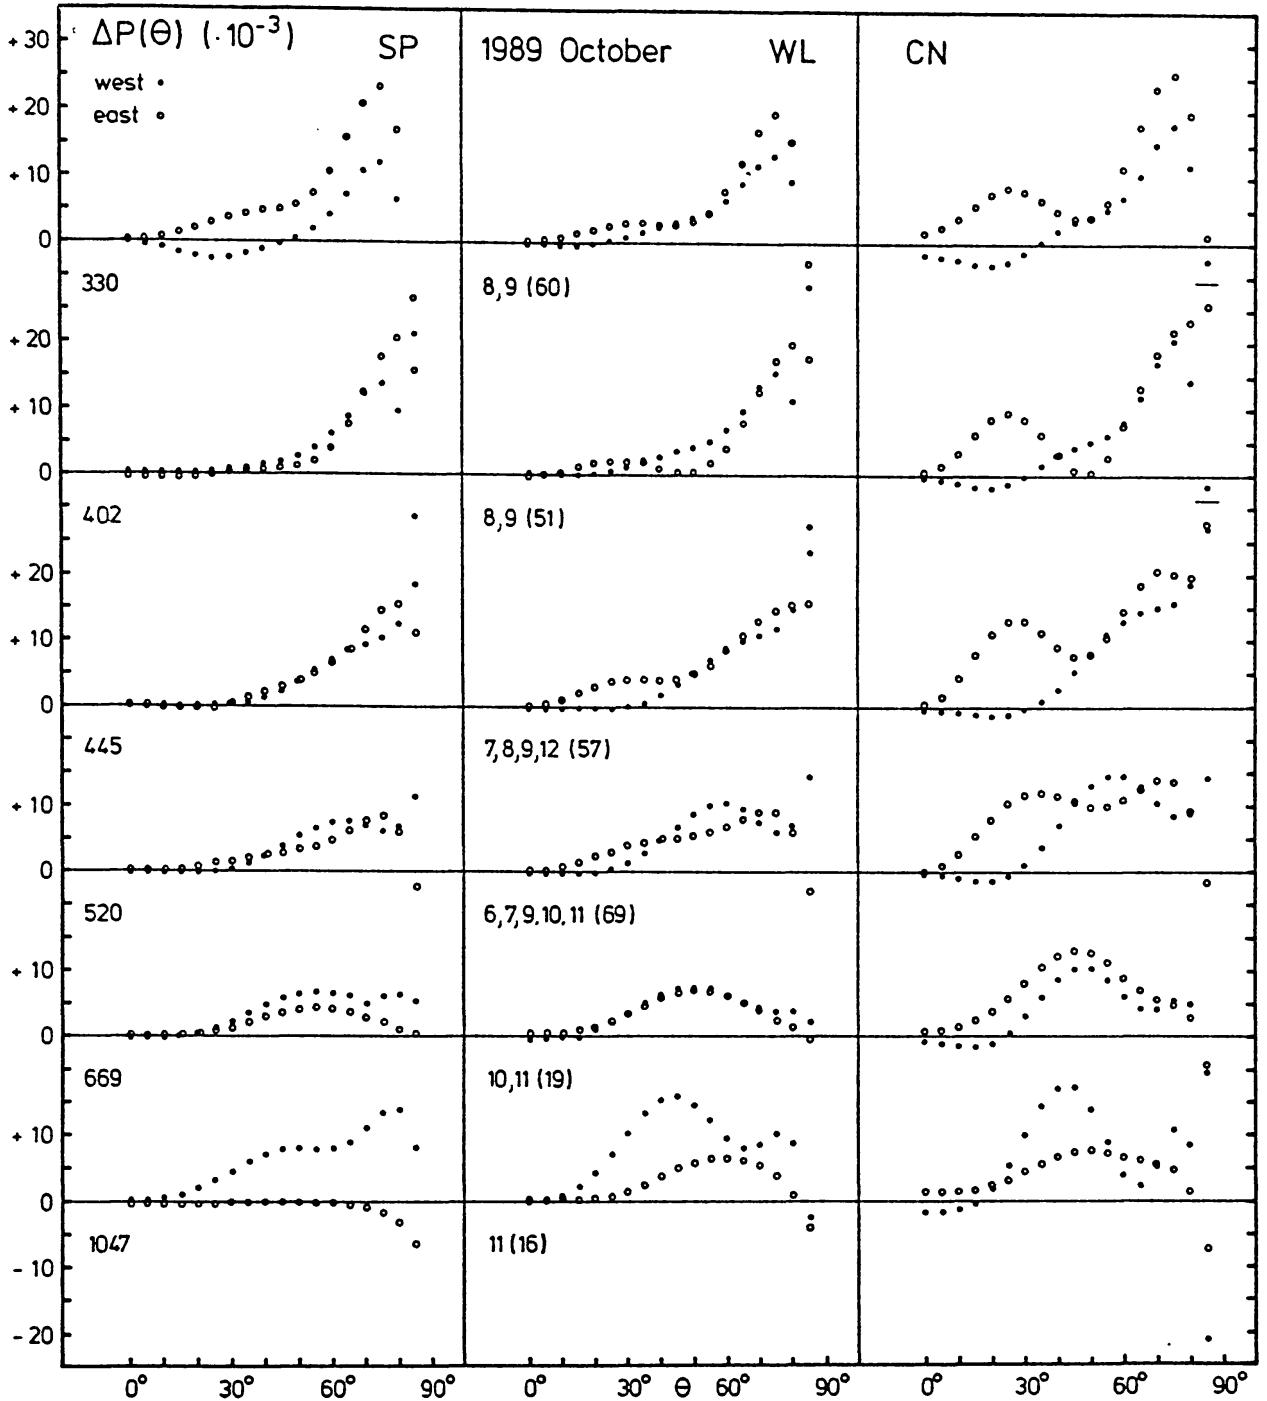 ΔP(Θ) (·10⁻³) SP 1989 October WL CN
west •
east ∘
+ 30
+ 20
+ 10
0
330 8,9 (60)
+ 20
+ 10
0
402 8,9 (51)
+ 20
+ 10
0
445 7,8,9,12 (57)
+ 10
0
520 6,7,9,10,11 (69)
+ 10
0
669 10,11 (19)
+ 10
0
1047 11 (16)
- 10
- 20
0° 30° 60° 90° 0° 30° Θ 60° 90° 0° 30° 60° 90°